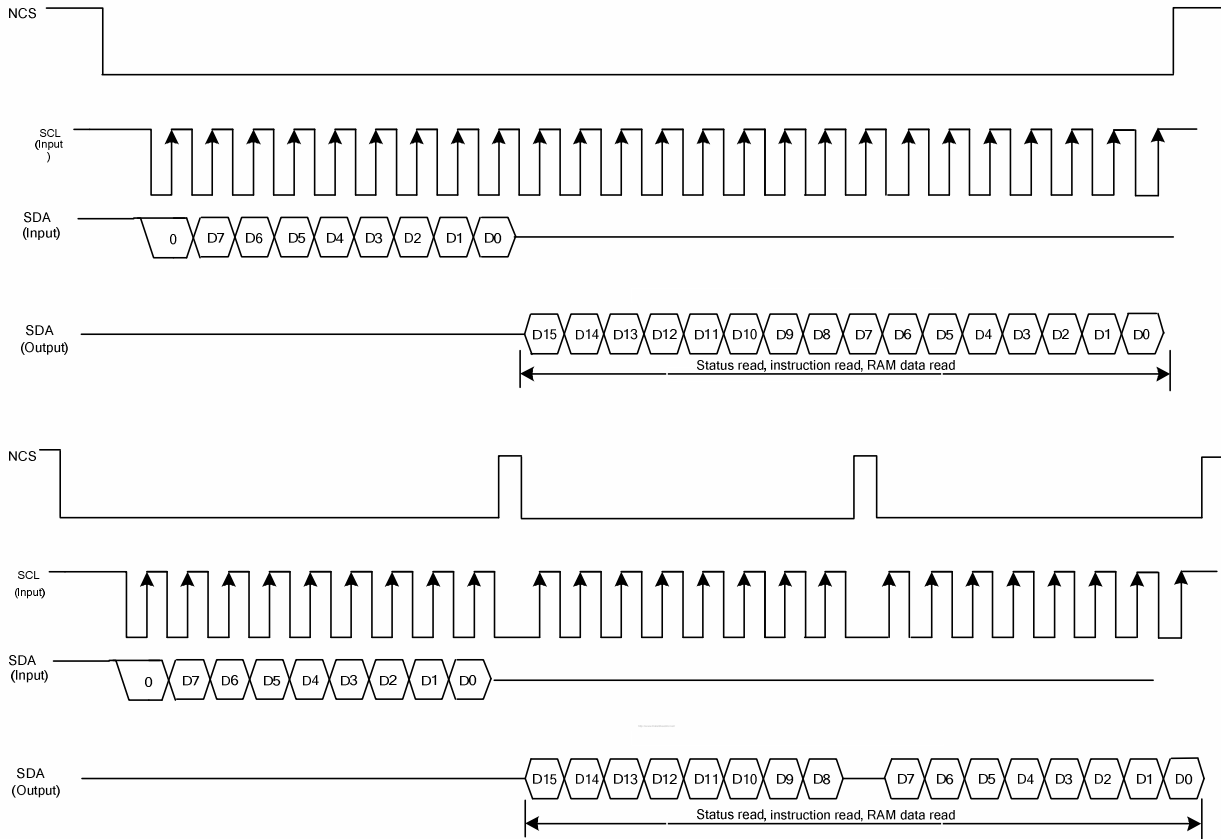 NCS
SCL
(Input
)
SDA
(Input)
0 D7 D6 D5 D4 D3 D2 D1 D0
SDA
(Output)
D15 D14 D13 D12 D11 D10 D9 D8 D7 D6 D5 D4 D3 D2 D1 D0
Status read, instruction read, RAM data read
NCS
SCL
(Input)
SDA
(Input)
0 D7 D6 D5 D4 D3 D2 D1 D0
SDA
(Output)
D15 D14 D13 D12 D11 D10 D9 D8 D7 D6 D5 D4 D3 D2 D1 D0
Status read, instruction read, RAM data read